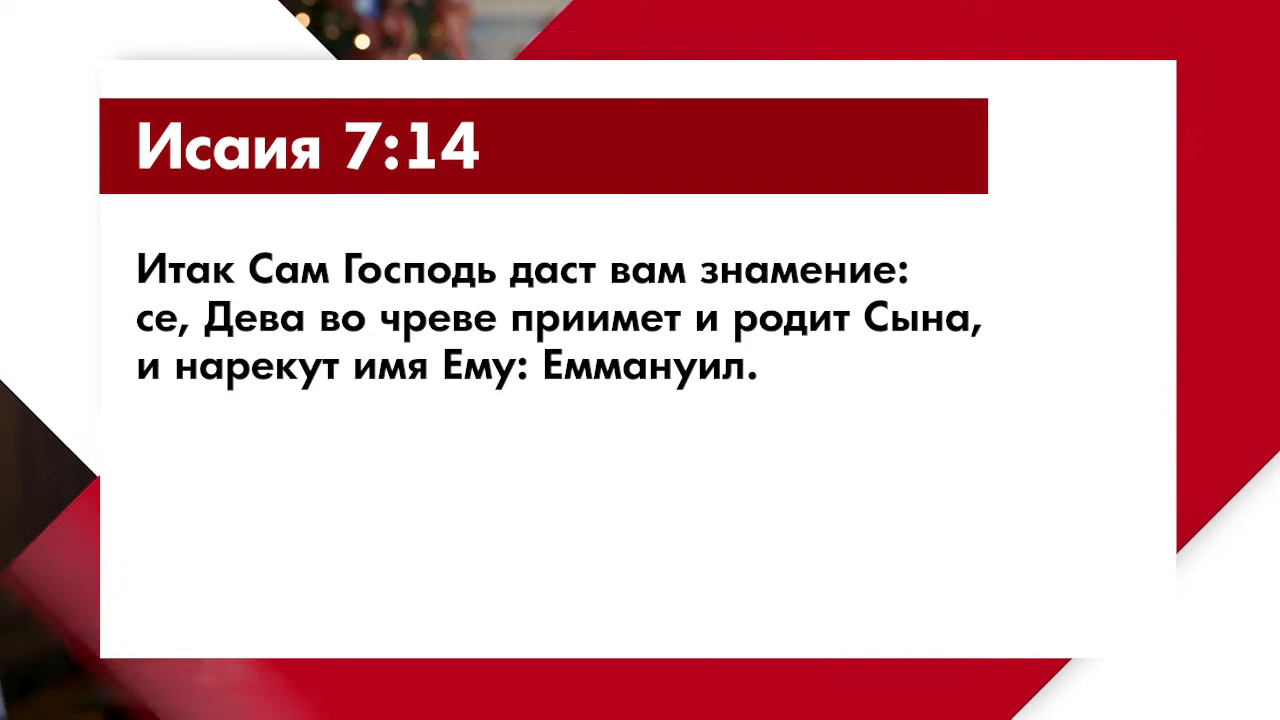 Исаия 7:14
Итак Сам Господь даст вам знамение:
се, Дева во чреве приимет и родит Сына,
и нарекут имя Ему: Еммануил.